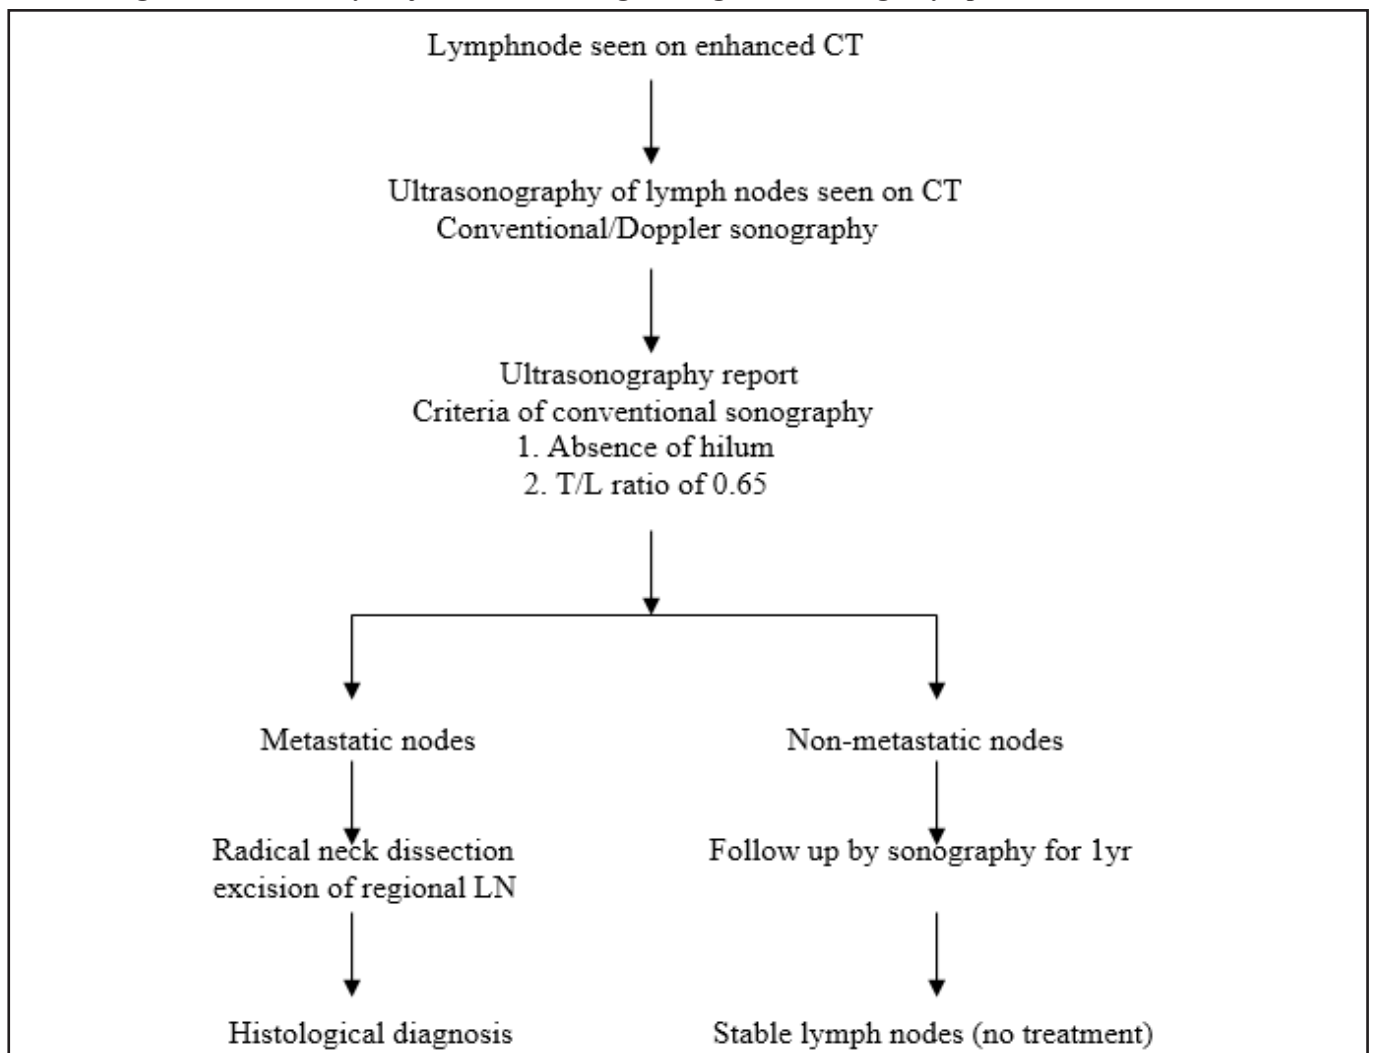 Lymphnode seen on enhanced CT
Ultrasonography of lymph nodes seen on CT
Conventional/Doppler sonography
Ultrasonography report
Criteria of conventional sonography
1. Absence of hilum
2. T/L ratio of 0.65
Metastatic nodes
Non-metastatic nodes
Radical neck dissection
excision of regional LN
Follow up by sonography for 1yr
Histological diagnosis
Stable lymph nodes (no treatment)